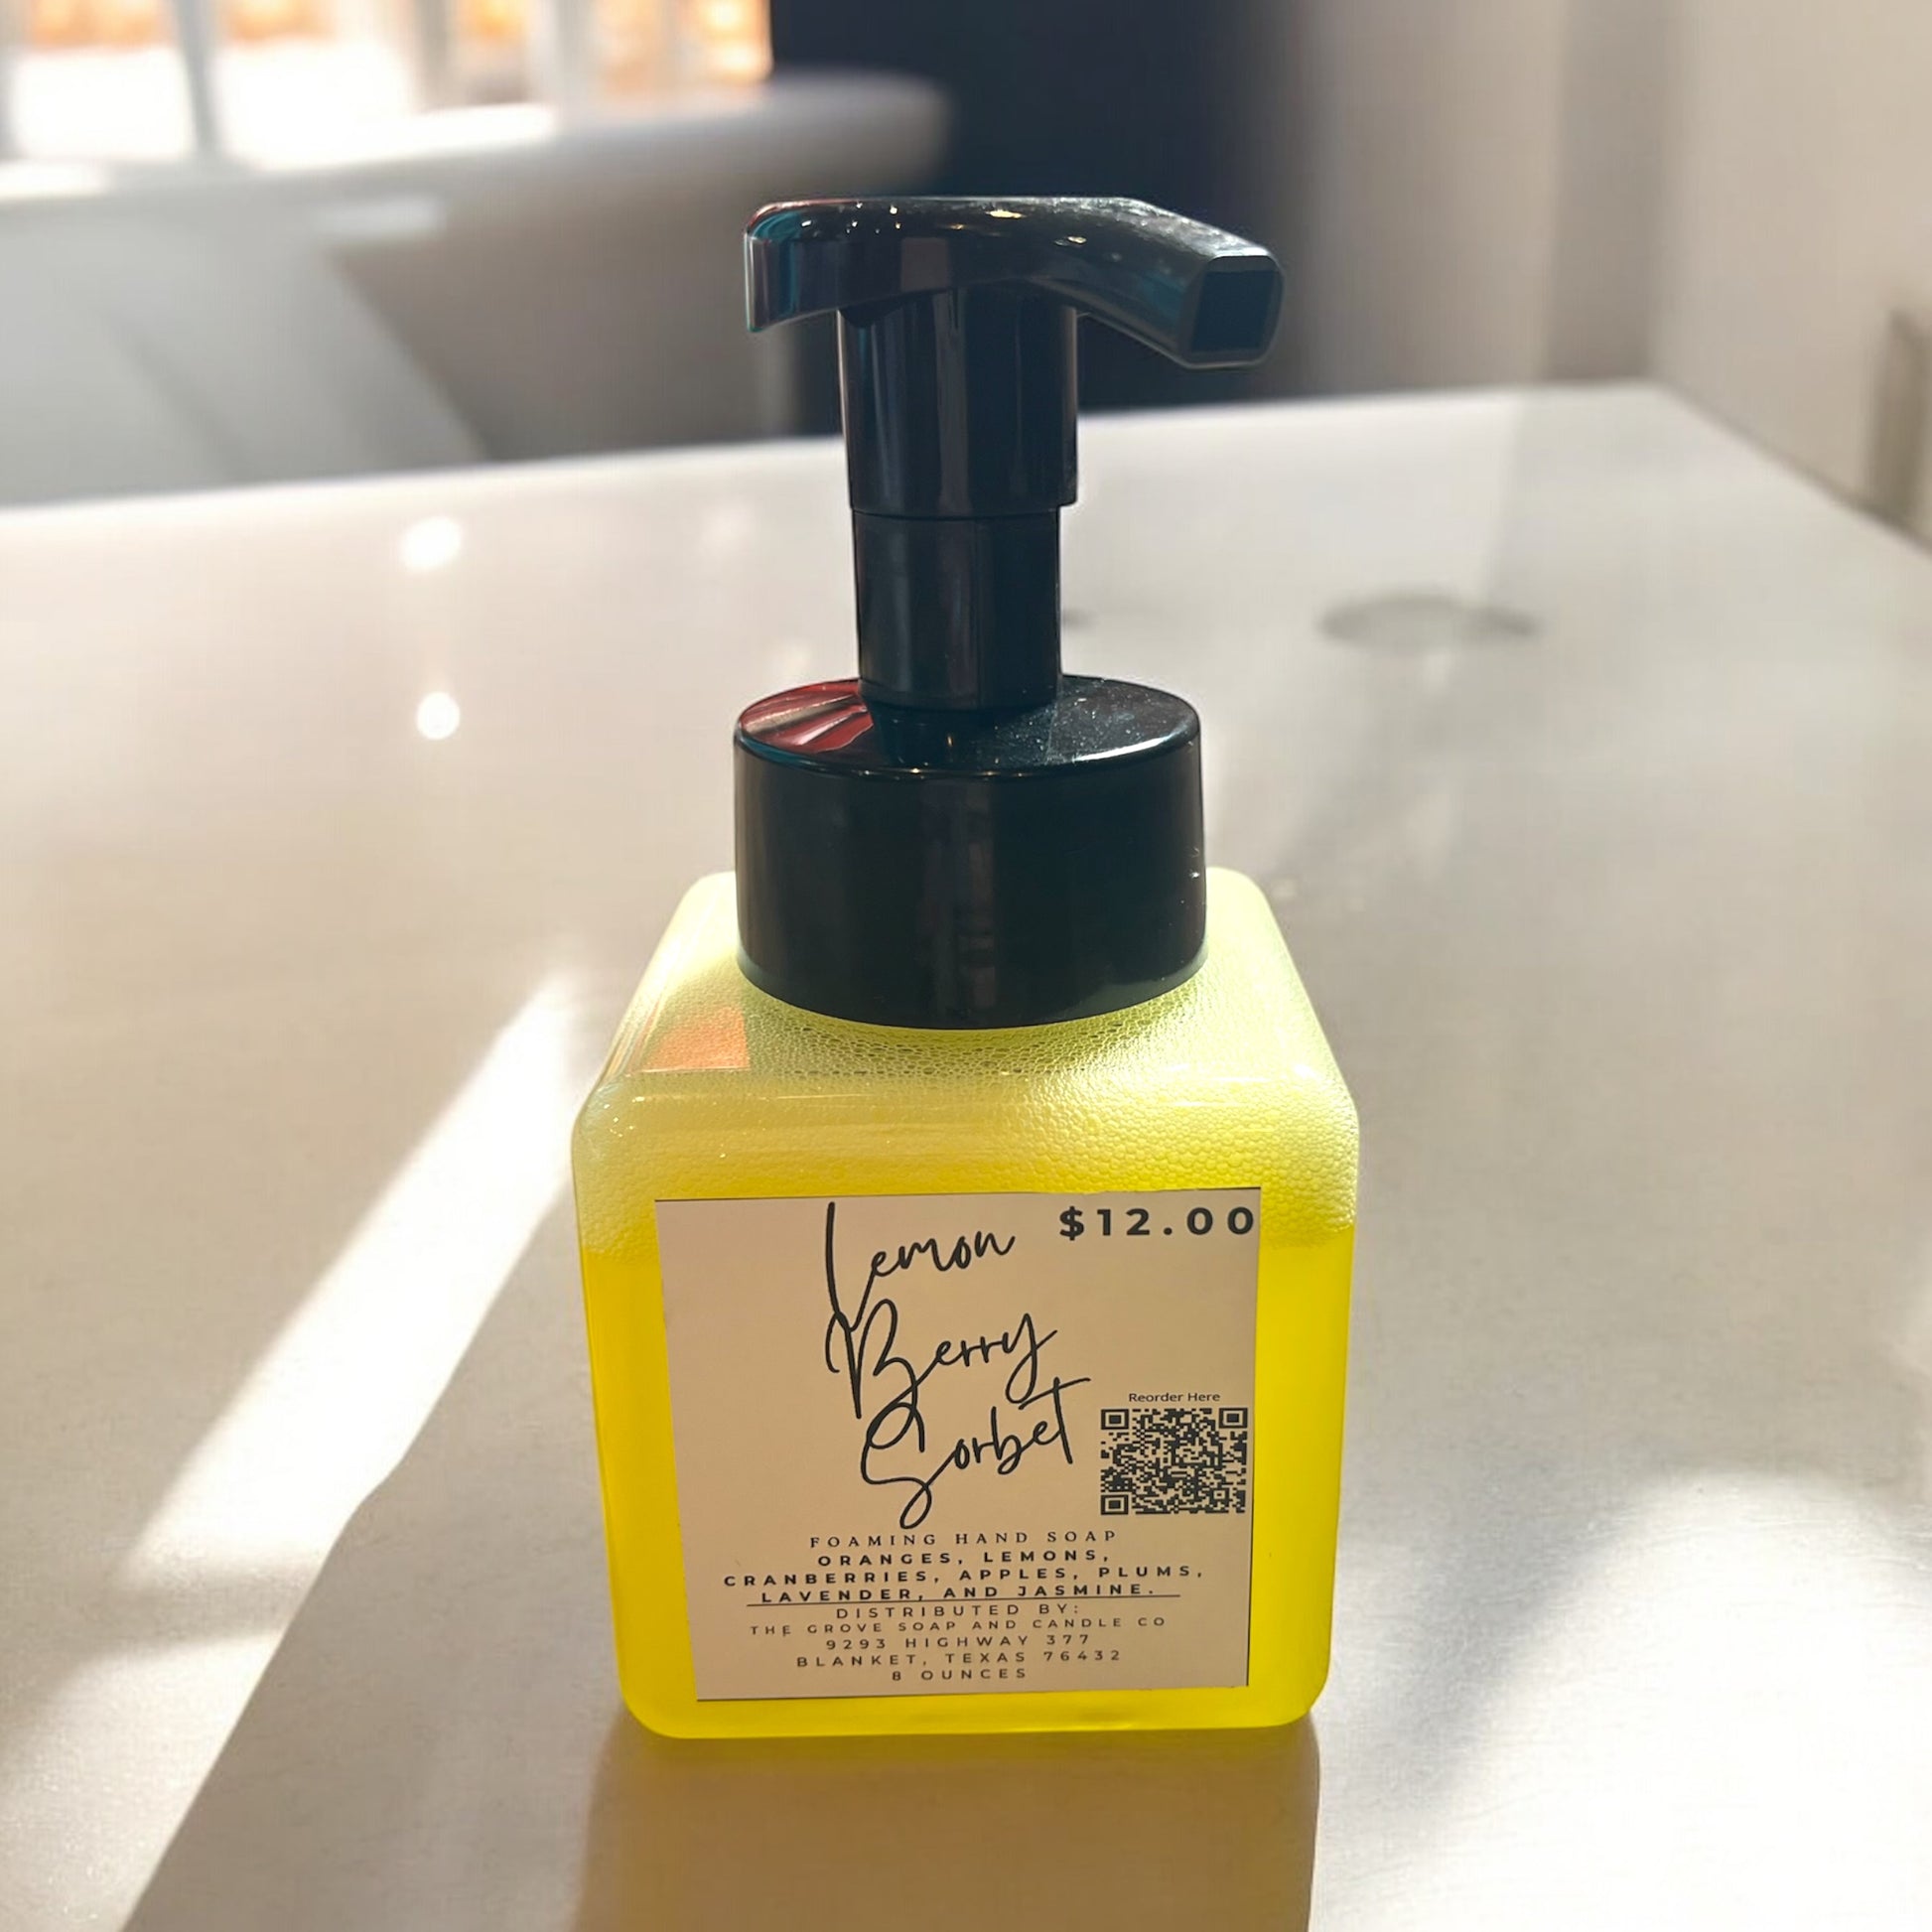 Lemon
$12.00
Berry
Sorbet
Reorder Here
FOAMING HAND SOAP
ORANGES, LEMONS,
CRANBERRIES, APPLES, PLUMS,
LAVENDER, AND JASMINE.
DISTRIBUTED BY:
THE GROVE SOAP AND CANDLE CO
9293 HIGHWAY 377
BLANKET, TEXAS 76432
8 OUNCES